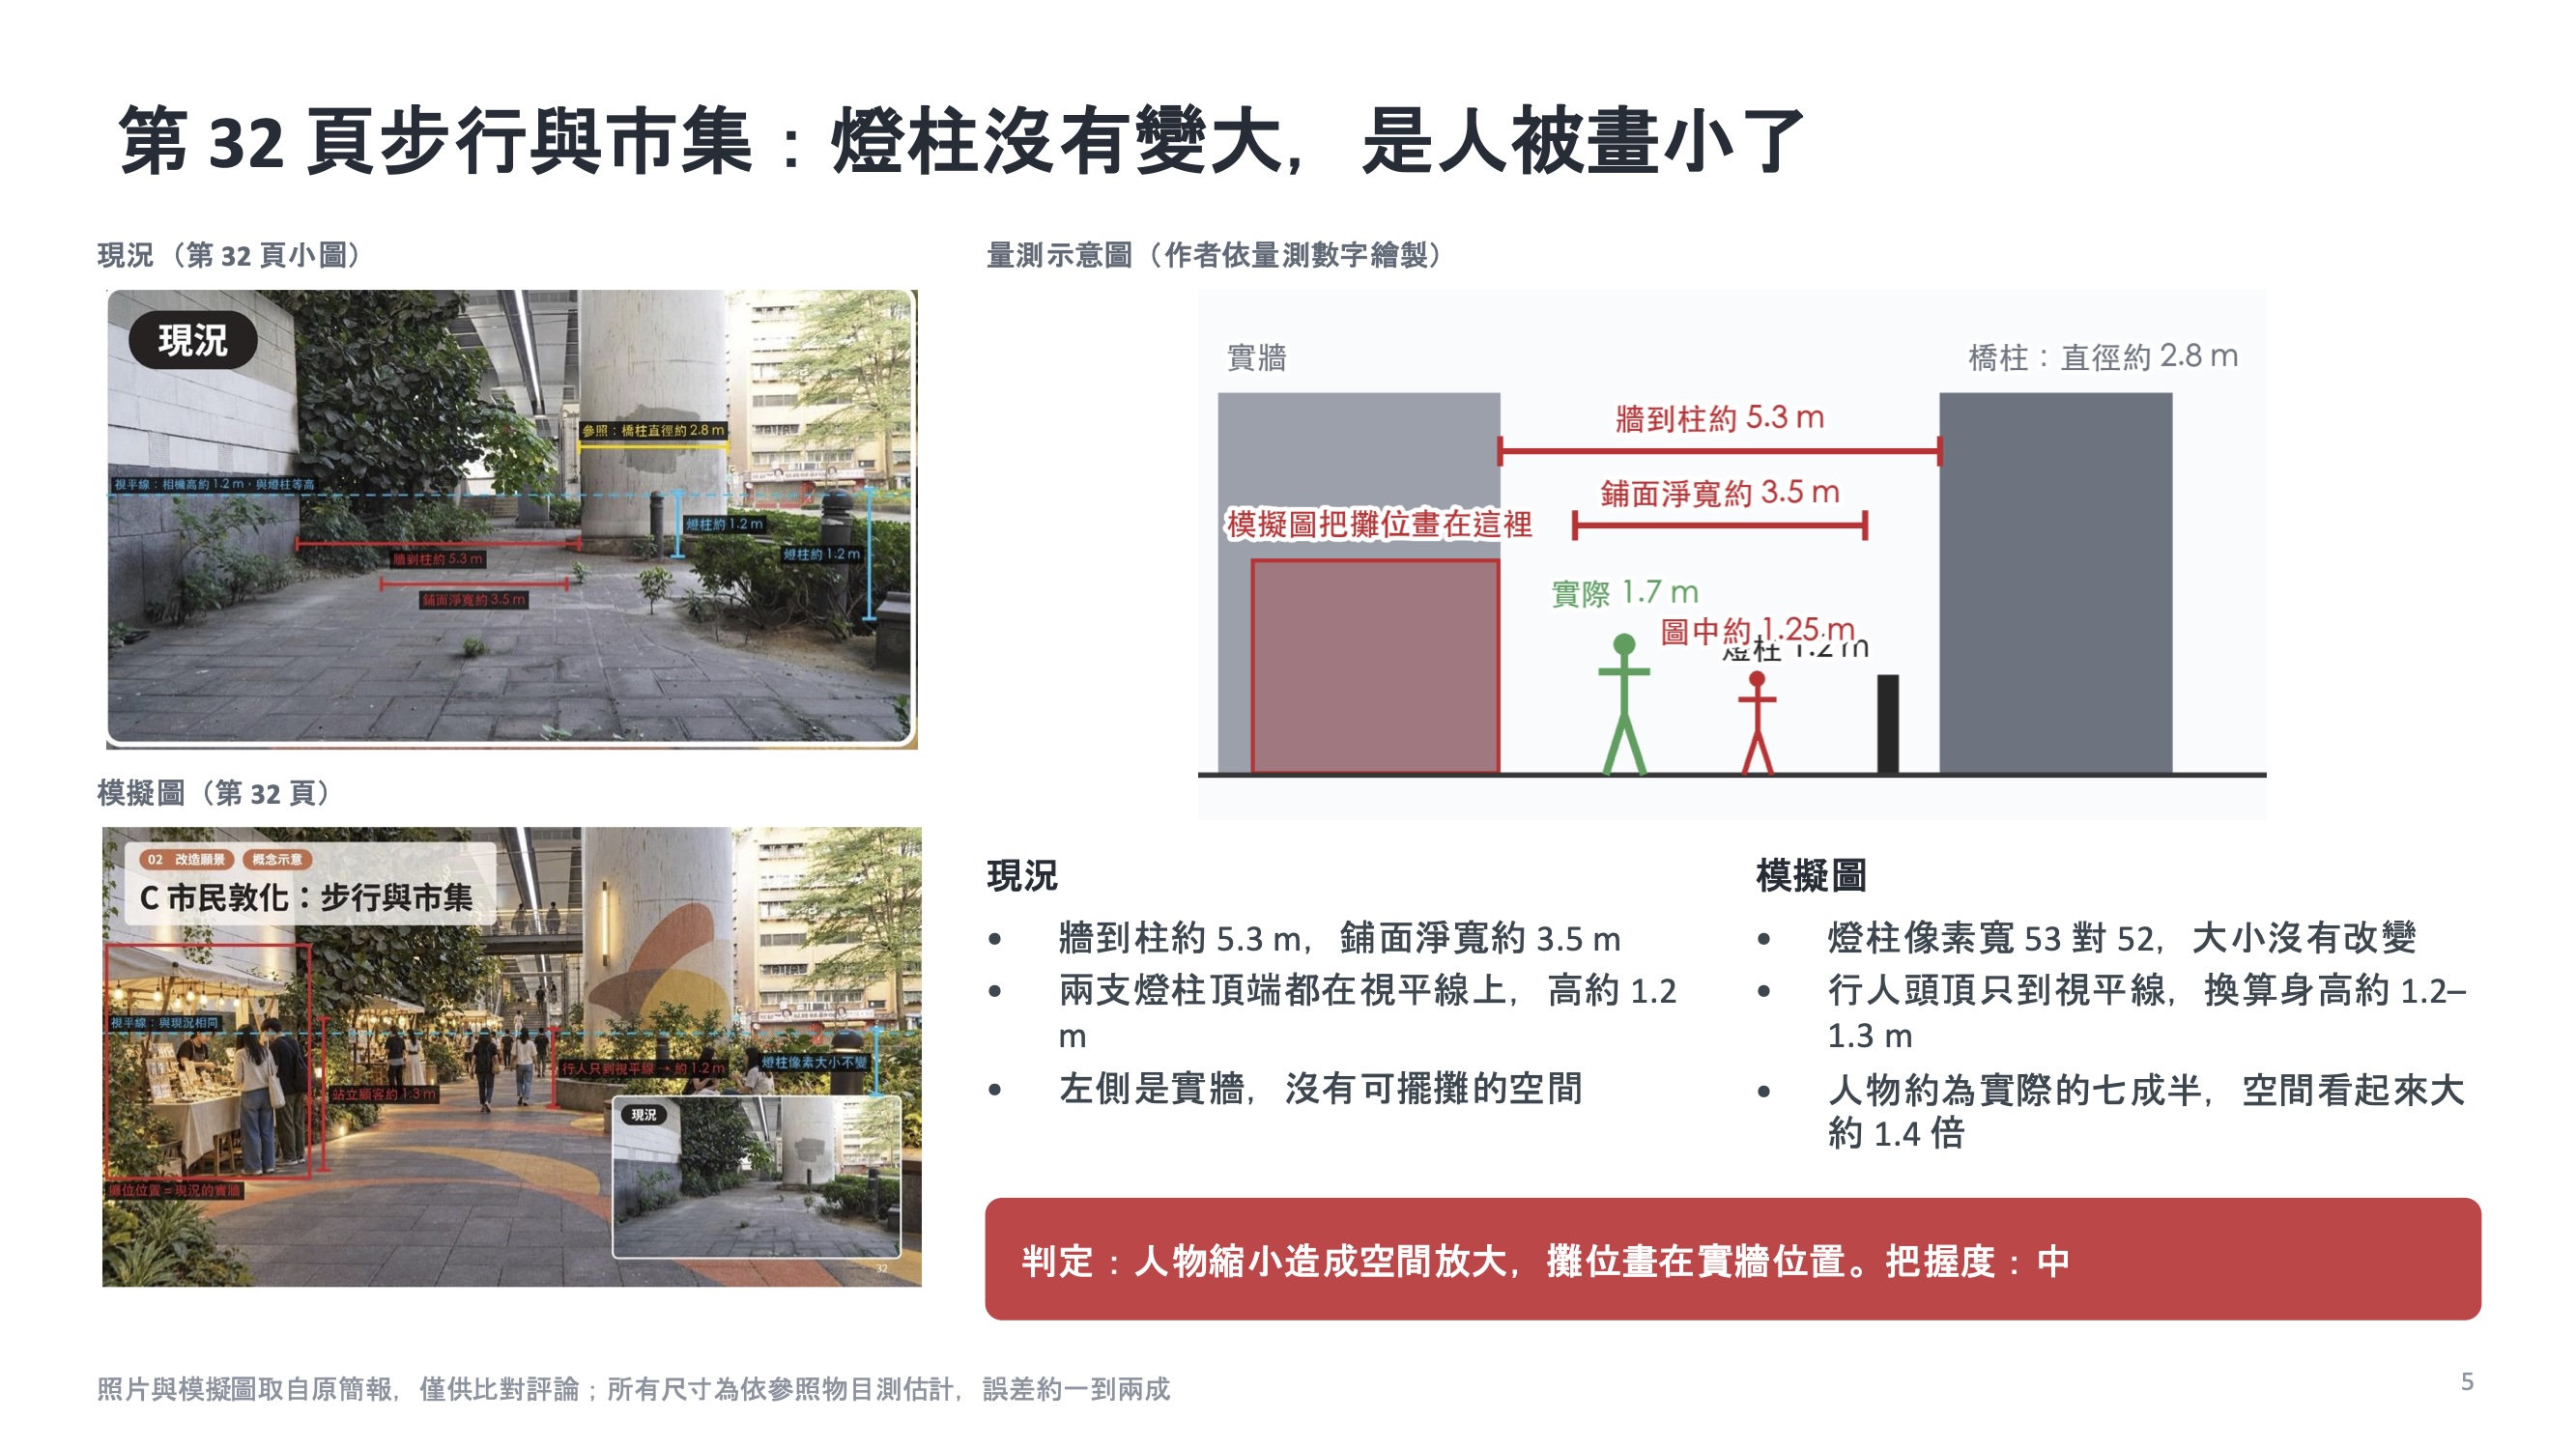 第 32 頁步行與市集：燈柱沒有變大，是人被畫小了
現況（第 32 頁小圖）
現況
參照：橋柱直徑約 2.8 m
視平線：相機高約 1.2 m，與燈柱等高
燈柱約 1.2 m
燈柱約 1.2 m
牆到柱約 5.3 m
鋪面淨寬約 3.5 m
模擬圖（第 32 頁）
02 改造願景
概念示意
C 市民敦化：步行與市集
視平線：與現況相同
行人只到視平線 → 約 1.2 m
燈柱像素大小不變
站立顧客約 1.3 m
攤位位置 = 現況的實牆
現況
32
量測示意圖（作者依量測數字繪製）
實牆
橋柱：直徑約 2.8 m
牆到柱約 5.3 m
鋪面淨寬約 3.5 m
模擬圖把攤位畫在這裡
實際 1.7 m
圖中約 1.25 m
燈柱 1.2 m
現況
• 牆到柱約 5.3 m，鋪面淨寬約 3.5 m
• 兩支燈柱頂端都在視平線上，高約 1.2
m
• 左側是實牆，沒有可擺攤的空間
模擬圖
• 燈柱像素寬 53 對 52，大小沒有改變
• 行人頭頂只到視平線，換算身高約 1.2–
1.3 m
• 人物約為實際的七成半，空間看起來大
約 1.4 倍
判定：人物縮小造成空間放大，攤位畫在實牆位置。把握度：中
照片與模擬圖取自原簡報，僅供比對評論；所有尺寸為依參照物目測估計，誤差約一到兩成
5